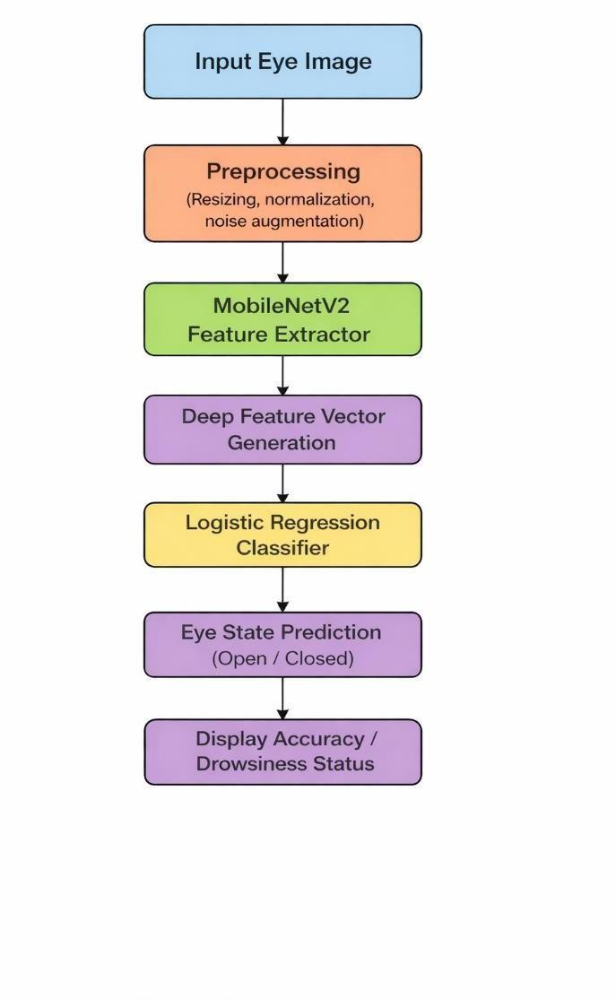 Input Eye Image
Preprocessing
(Resizing, normalization,
noise augmentation)
MobileNetV2
Feature Extractor
Deep Feature Vector
Generation
Logistic Regression
Classifier
Eye State Prediction
(Open / Closed)
Display Accuracy /
Drowsiness Status